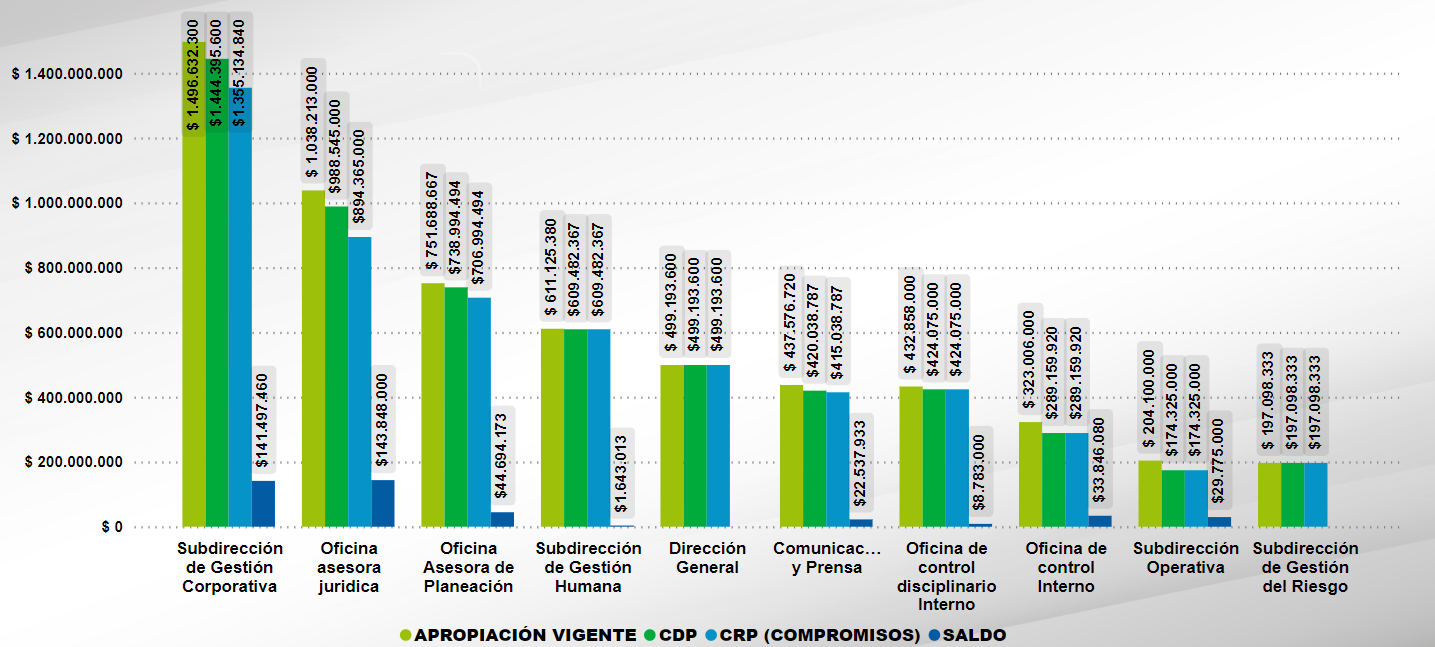 $ 1.400.000.000
$ 1.200.000.000
$ 1.000.000.000
$ 800.000.000
$ 600.000.000
$ 400.000.000
$ 200.000.000
$ 0
$ 1.496.632.300
$1.444.395.600
$1.355.134.840
$141.497.460
$ 1.038.213.000
$988.545.000
$894.365.000
$143.848.000
$ 751.688.667
$738.994.494
$706.994.494
$44.694.173
$ 611.125.380
$609.482.367
$609.482.367
$1.643.013
$ 499.193.600
$499.193.600
$499.193.600
$ 437.576.720
$420.038.787
$415.038.787
$22.537.933
$ 432.858.000
$424.075.000
$424.075.000
$8.783.000
$ 323.006.000
$289.159.920
$289.159.920
$33.846.080
$ 204.100.000
$174.325.000
$174.325.000
$29.775.000
$ 197.098.333
$197.098.333
$197.098.333
Subdirección
de Gestión
Corporativa
Oficina
asesora
jurídica
Oficina
Asesora de
Planeación
Subdirección
de Gestión
Humana
Dirección
General
Comunicac...
y Prensa
Oficina de
control
disciplinario
Interno
Oficina de
control
Interno
Subdirección
Operativa
Subdirección
de Gestión
del Riesgo
APROPIACIÓN VIGENTE CDP CRP (COMPROMISOS) SALDO